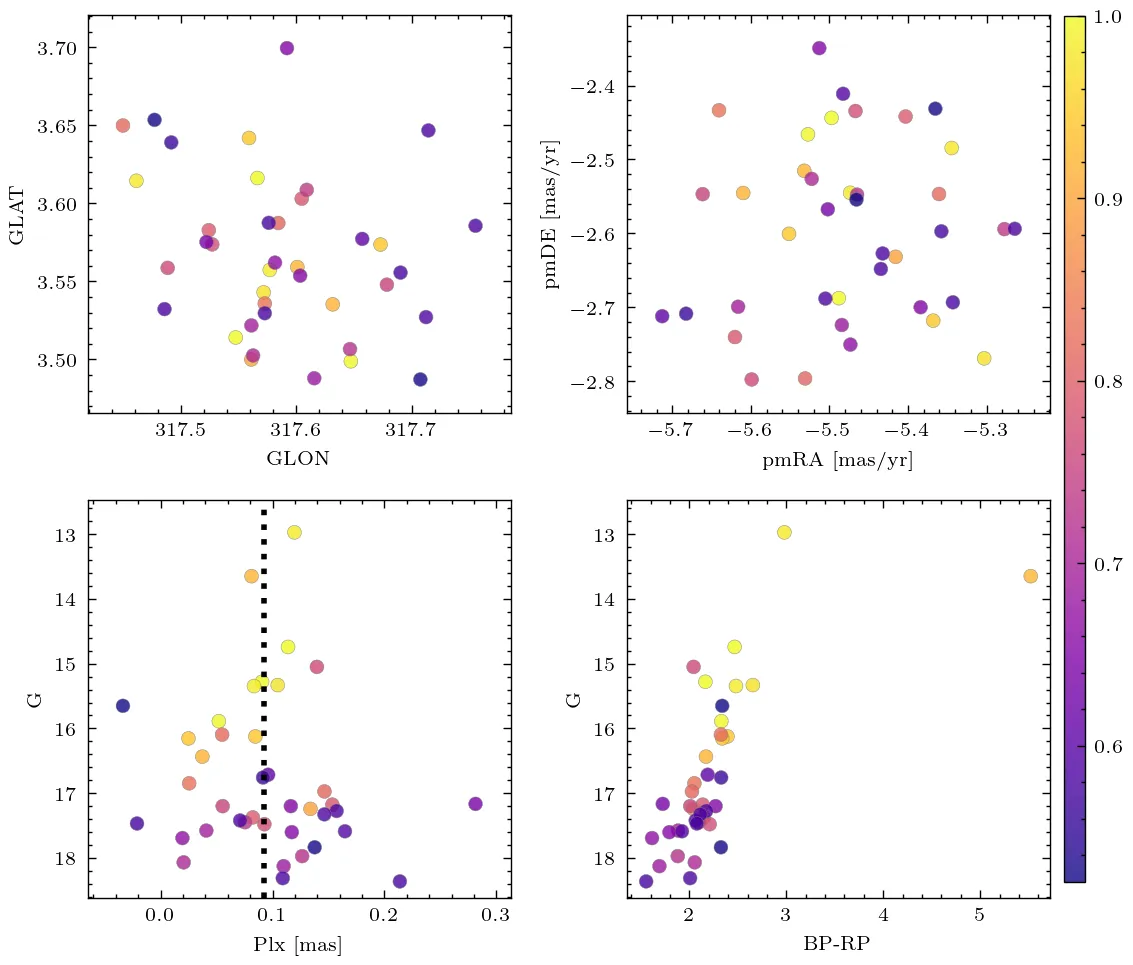 3.70
3.65
3.60
3.55
3.50
GLAT
317.5 317.6 317.7
GLON
−2.4
−2.5
−2.6
−2.7
−2.8
pmDE [mas/yr]
−5.7 −5.6 −5.5 −5.4 −5.3
pmRA [mas/yr]
13
14
15
16
17
18
G
0.0 0.1 0.2 0.3
Plx [mas]
13
14
15
16
17
18
G
2 3 4 5
BP-RP
1.0
0.9
0.8
0.7
0.6